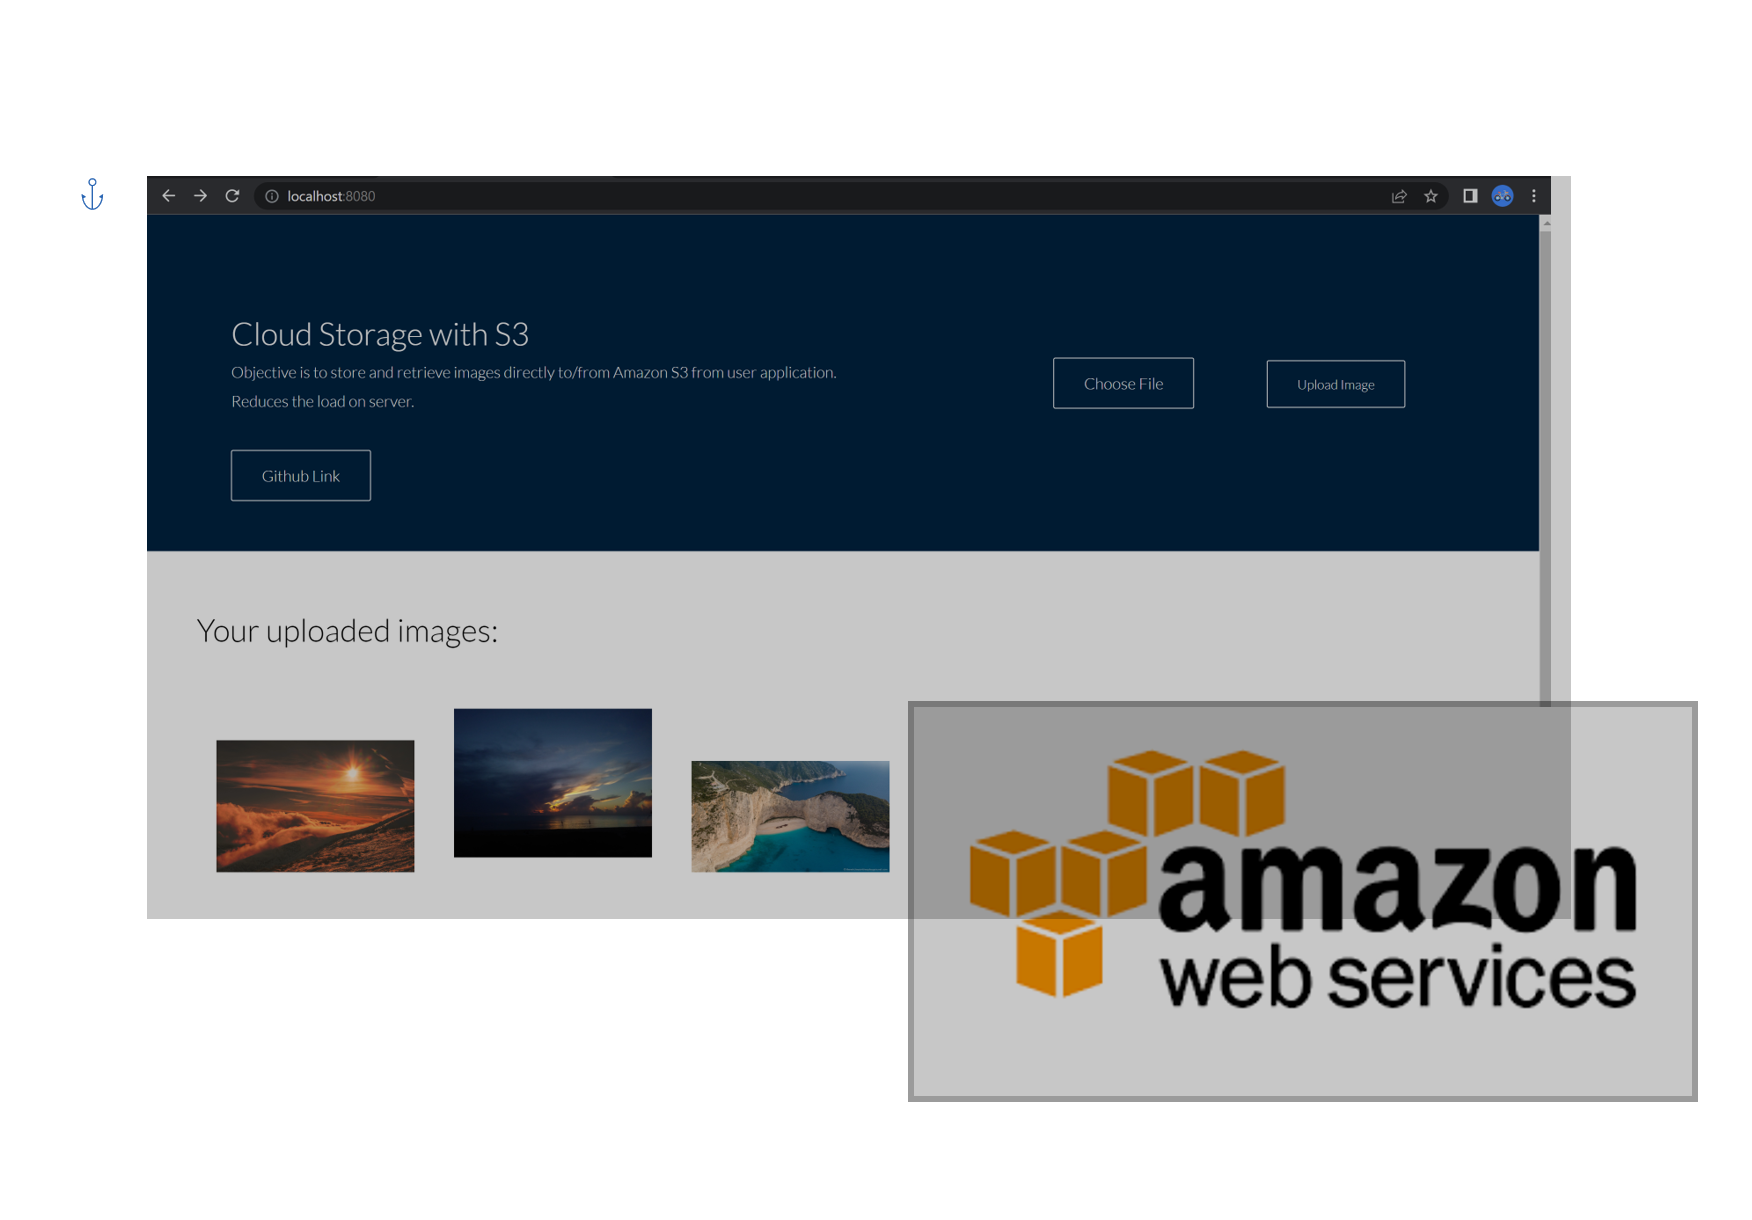 localhost:8080
Cloud Storage with S3
Objective is to store and retrieve images directly to/from Amazon S3 from user application.
Reduces the load on server.
Choose File
Upload Image
Github Link
Your uploaded images:
amazon
web services